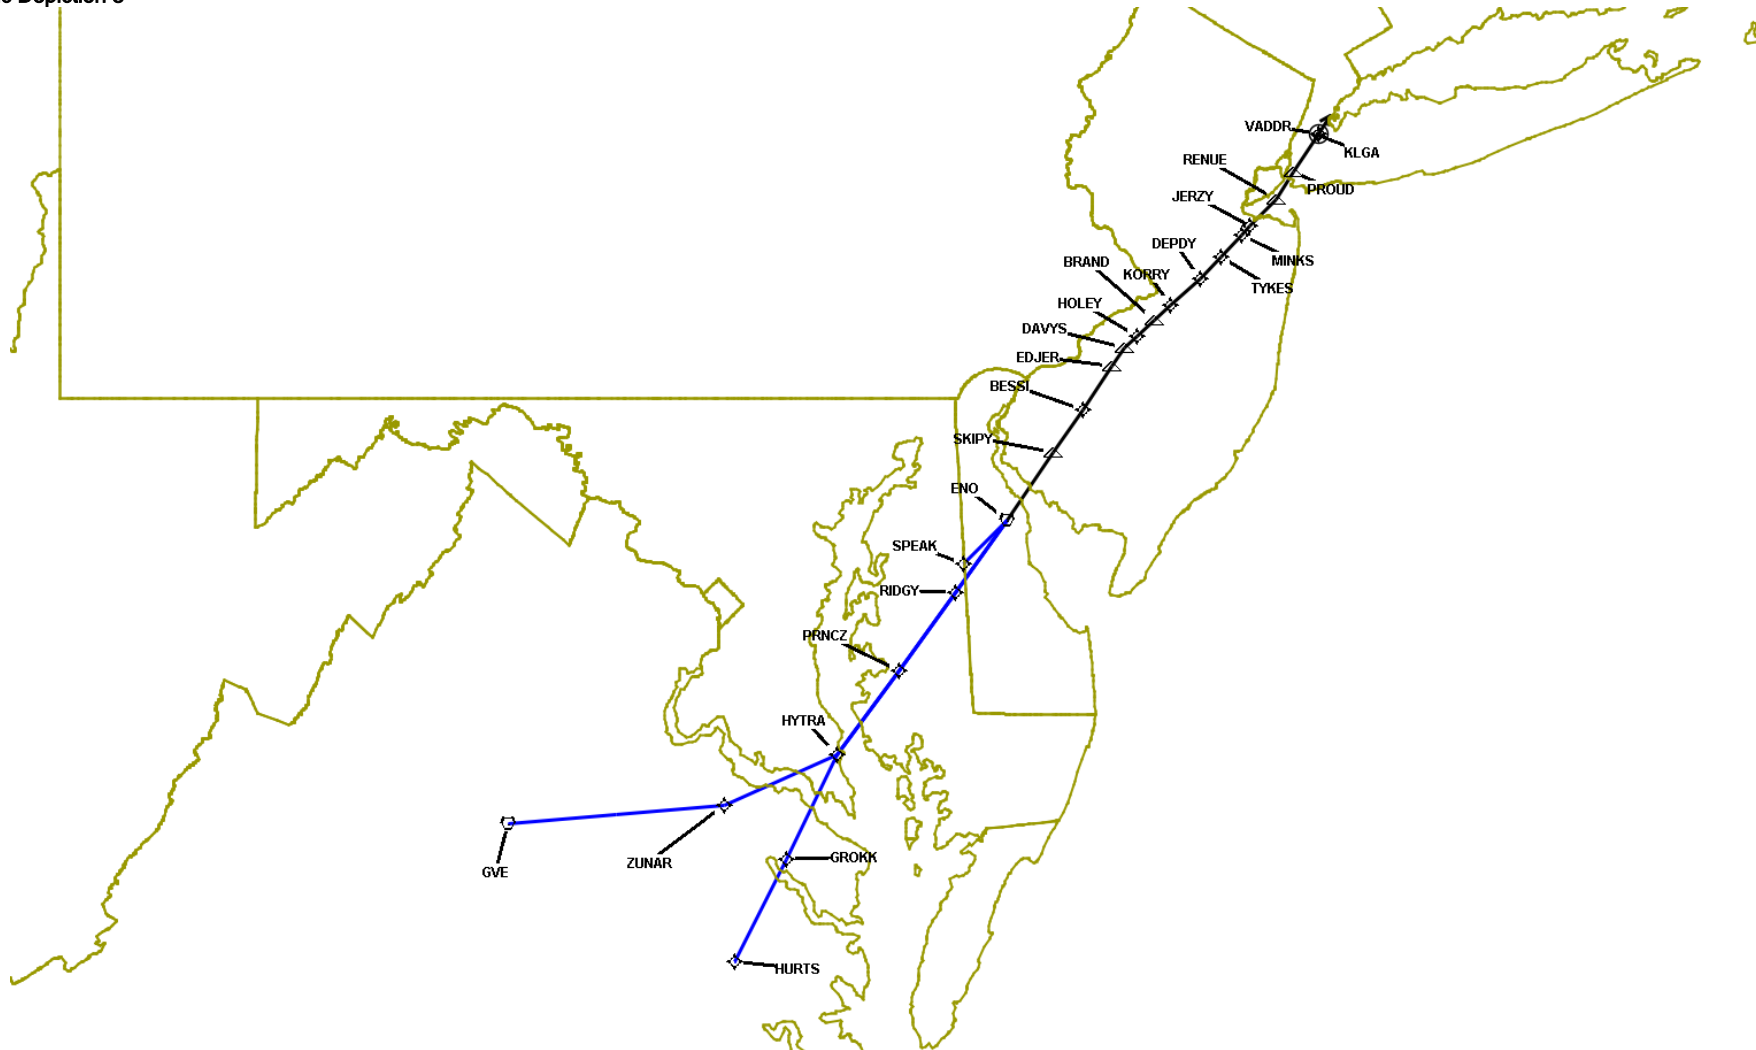 VADDR
KLGA
RENUE
PROUD
JERZY
DEPDY
MINKS
BRAND
KORRY
TYKES
HOLEY
DAVYS
EDJER
BESSI
SKIPY
ENO
SPEAK
RIDGY
PRNCZ
HYTRA
GROKK
ZUNAR
GVE
HURTS